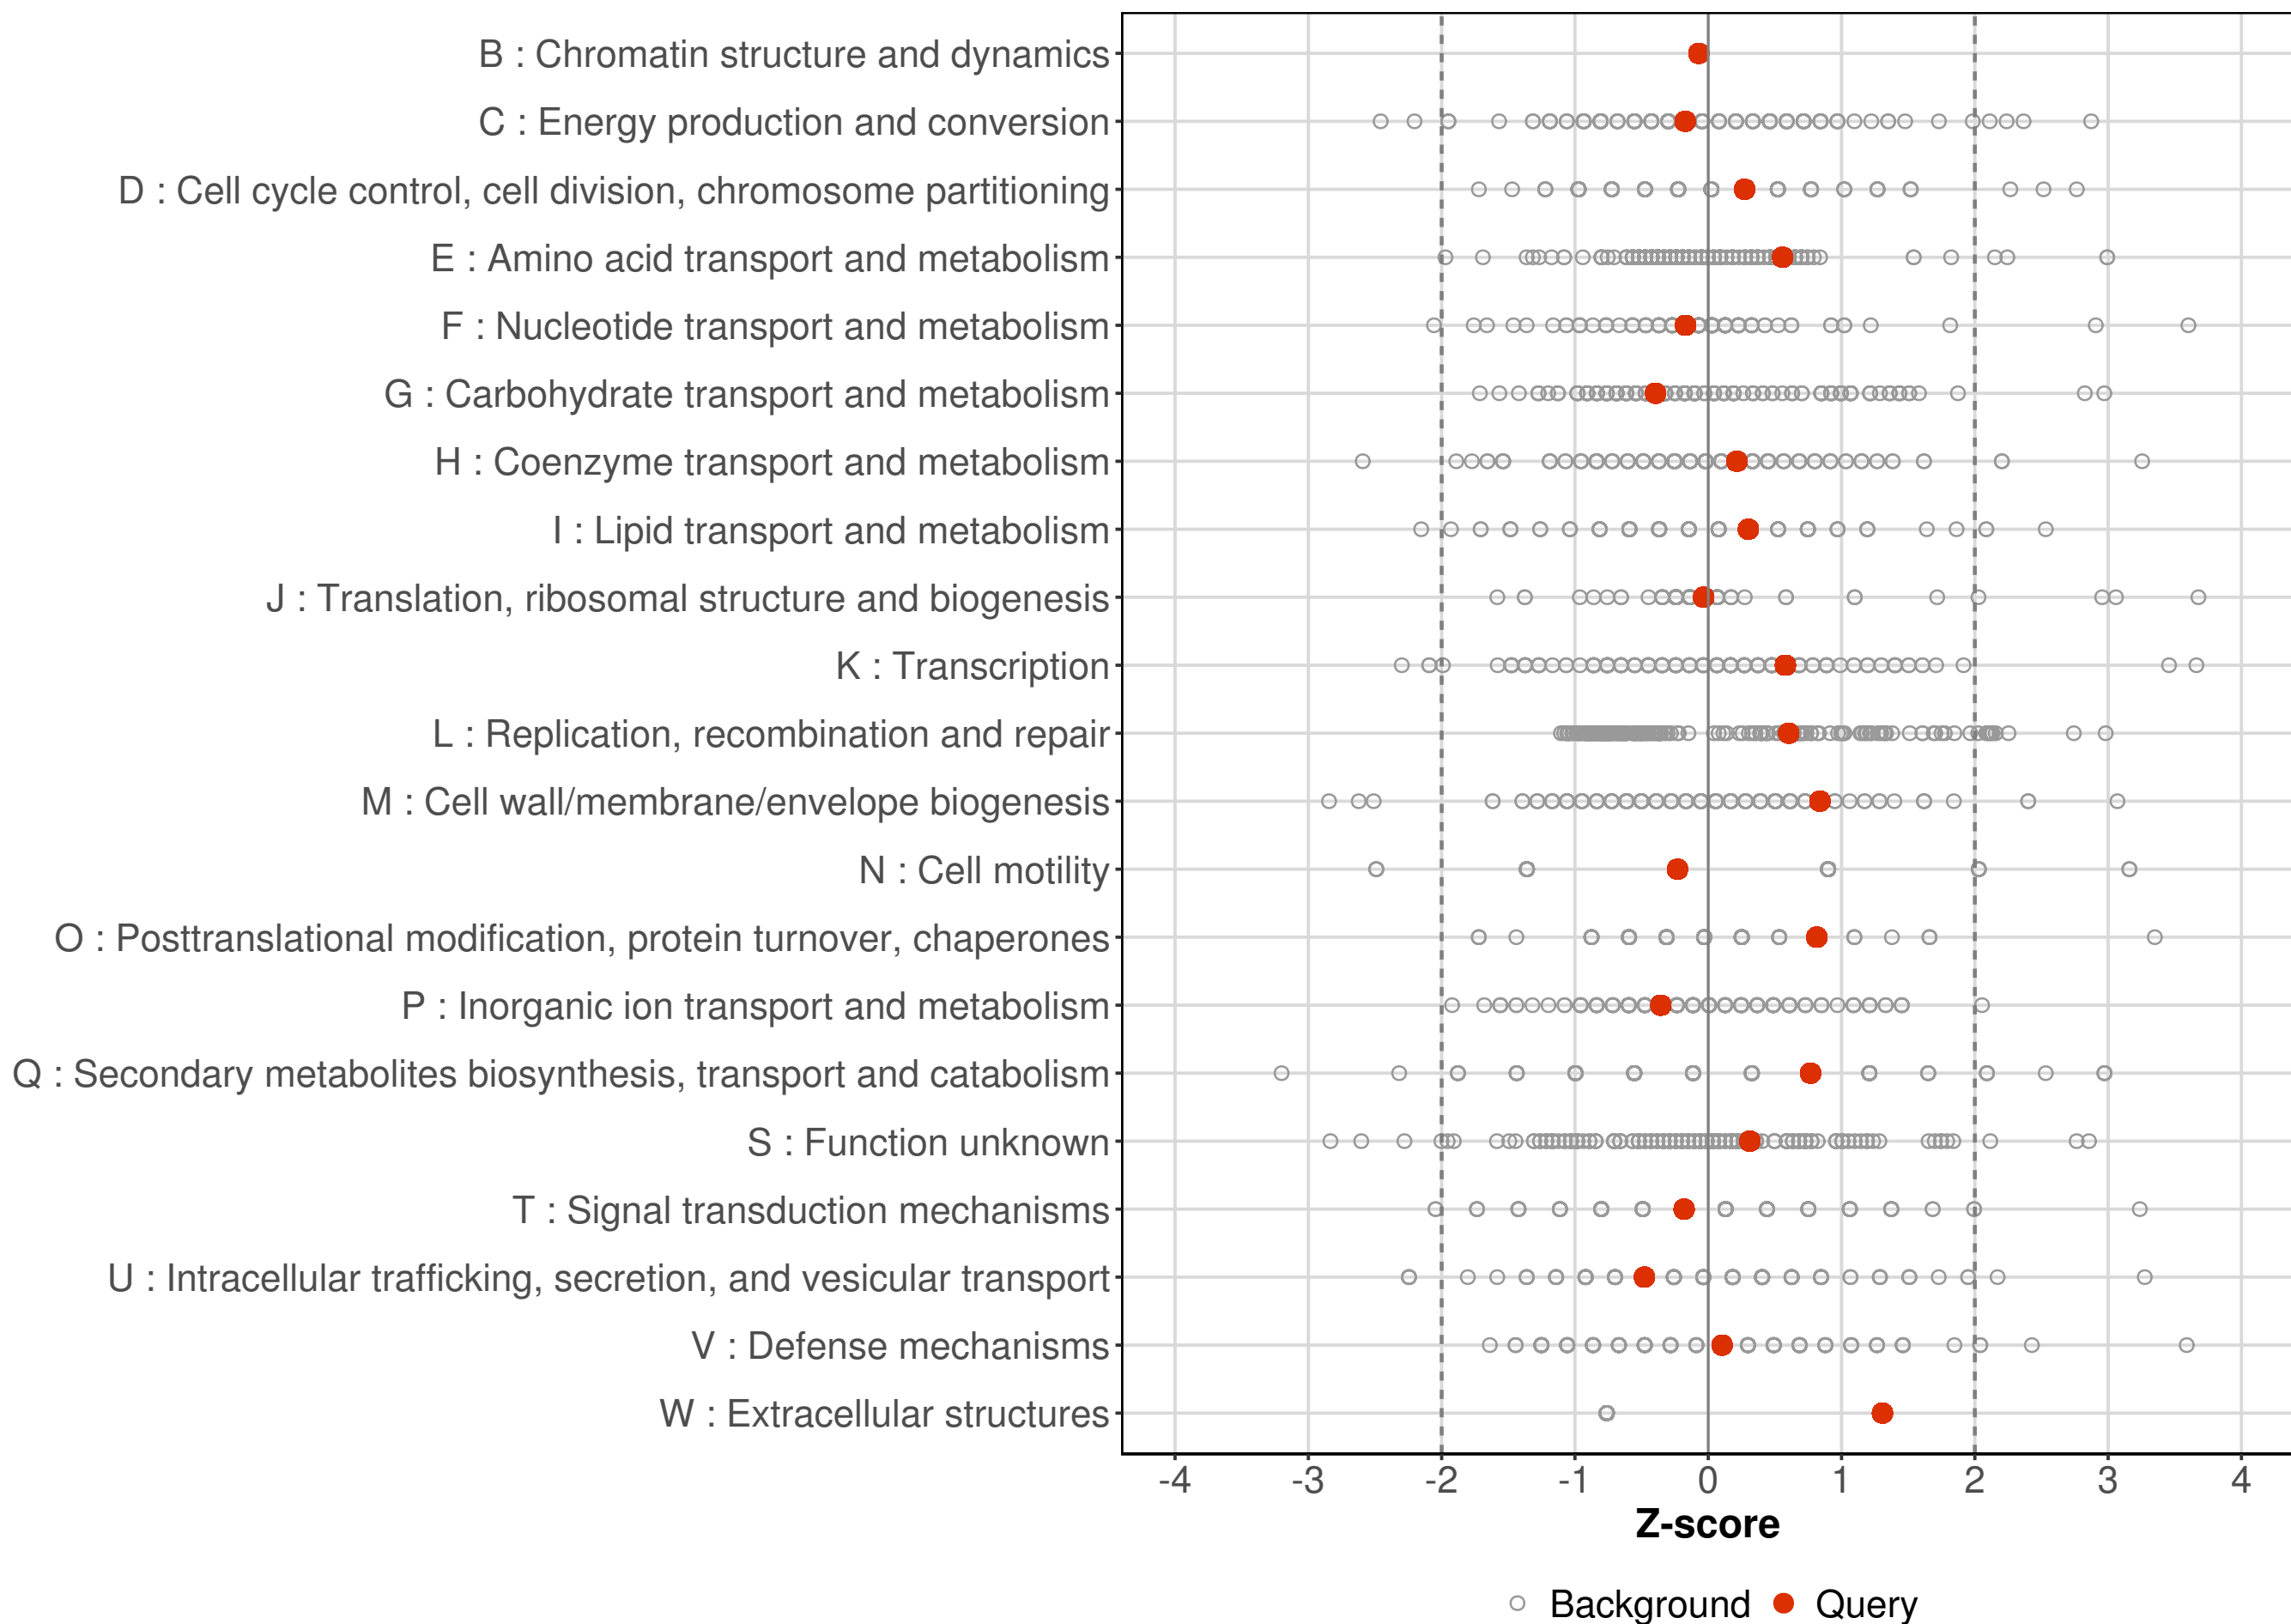 B : Chromatin structure and dynamics
C : Energy production and conversion
D : Cell cycle control, cell division, chromosome partitioning
E : Amino acid transport and metabolism
F : Nucleotide transport and metabolism
G : Carbohydrate transport and metabolism
H : Coenzyme transport and metabolism
I : Lipid transport and metabolism
J : Translation, ribosomal structure and biogenesis
K : Transcription
L : Replication, recombination and repair
M : Cell wall/membrane/envelope biogenesis
N : Cell motility
O : Posttranslational modification, protein turnover, chaperones
P : Inorganic ion transport and metabolism
Q : Secondary metabolites biosynthesis, transport and catabolism
S : Function unknown
T : Signal transduction mechanisms
U : Intracellular trafficking, secretion, and vesicular transport
V : Defense mechanisms
W : Extracellular structures
-4 -3 -2 -1 0 1 2 3 4
Z-score
Background Query